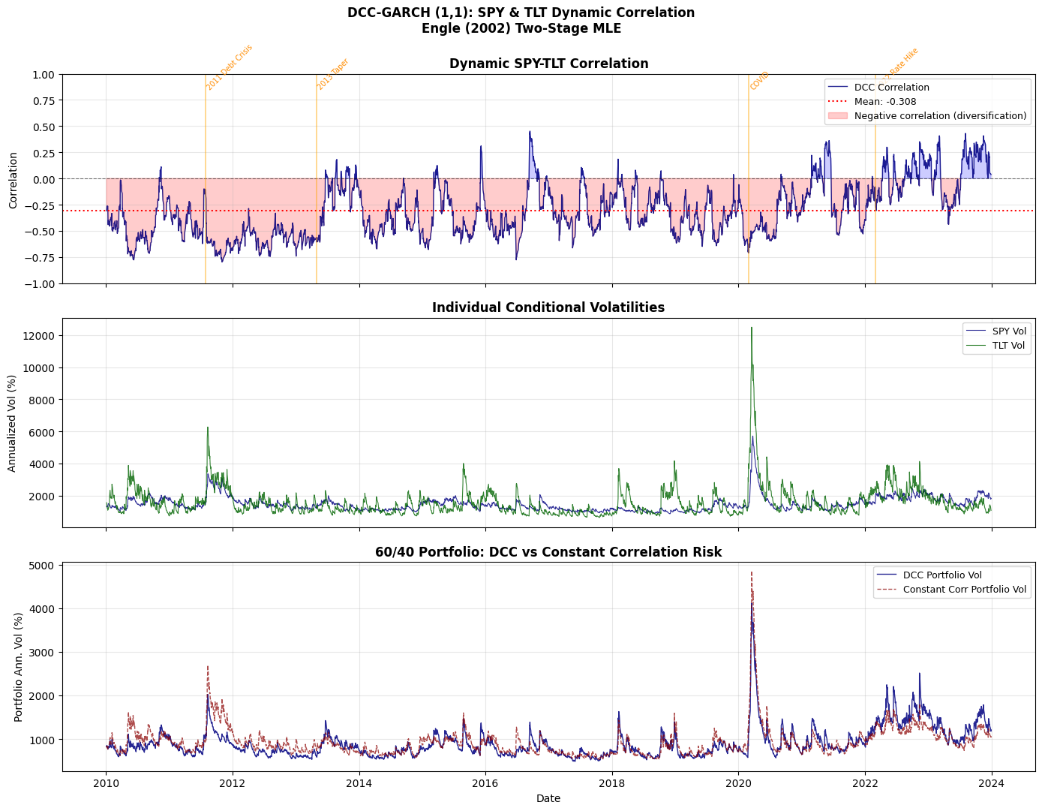 DCC-GARCH (1,1): SPY & TLT Dynamic Correlation
Engle (2002) Two-Stage MLE
Dynamic SPY-TLT Correlation
2011 Debt Crisis
2013 Taper
COVID
Rate Hike
DCC Correlation
Mean: -0.308
Negative correlation (diversification)
Correlation
1.00
0.75
0.50
0.25
0.00
−0.25
−0.50
−0.75
−1.00
Individual Conditional Volatilities
SPY Vol
TLT Vol
Annualized Vol (%)
12000
10000
8000
6000
4000
2000
60/40 Portfolio: DCC vs Constant Correlation Risk
DCC Portfolio Vol
Constant Corr Portfolio Vol
Portfolio Ann. Vol (%)
5000
4000
3000
2000
1000
2010 2012 2014 2016 2018 2020 2022 2024
Date